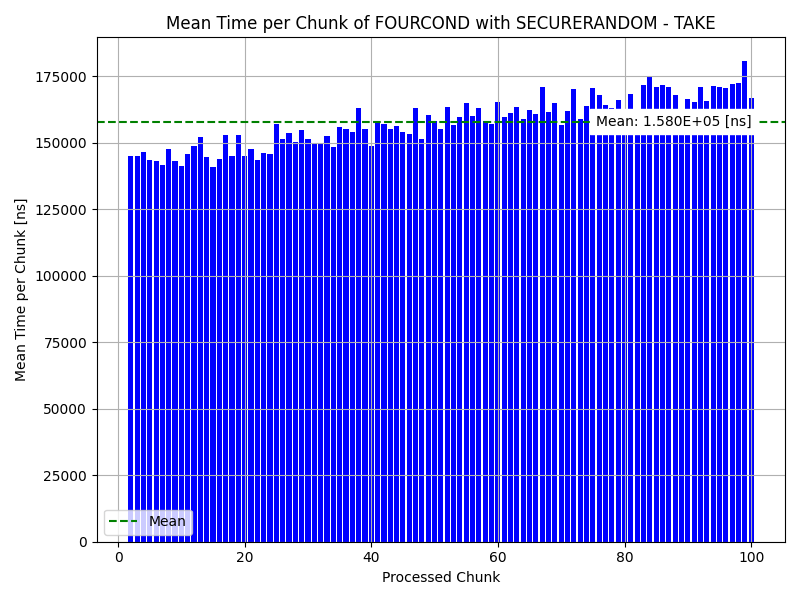 Mean Time per Chunk of FOURCOND with SECURERANDOM - TAKE
Mean Time per Chunk [ns]
175000
150000
125000
100000
75000
50000
25000
0
Mean: 1.580E+05 [ns]
Mean
0 20 40 60 80 100
Processed Chunk